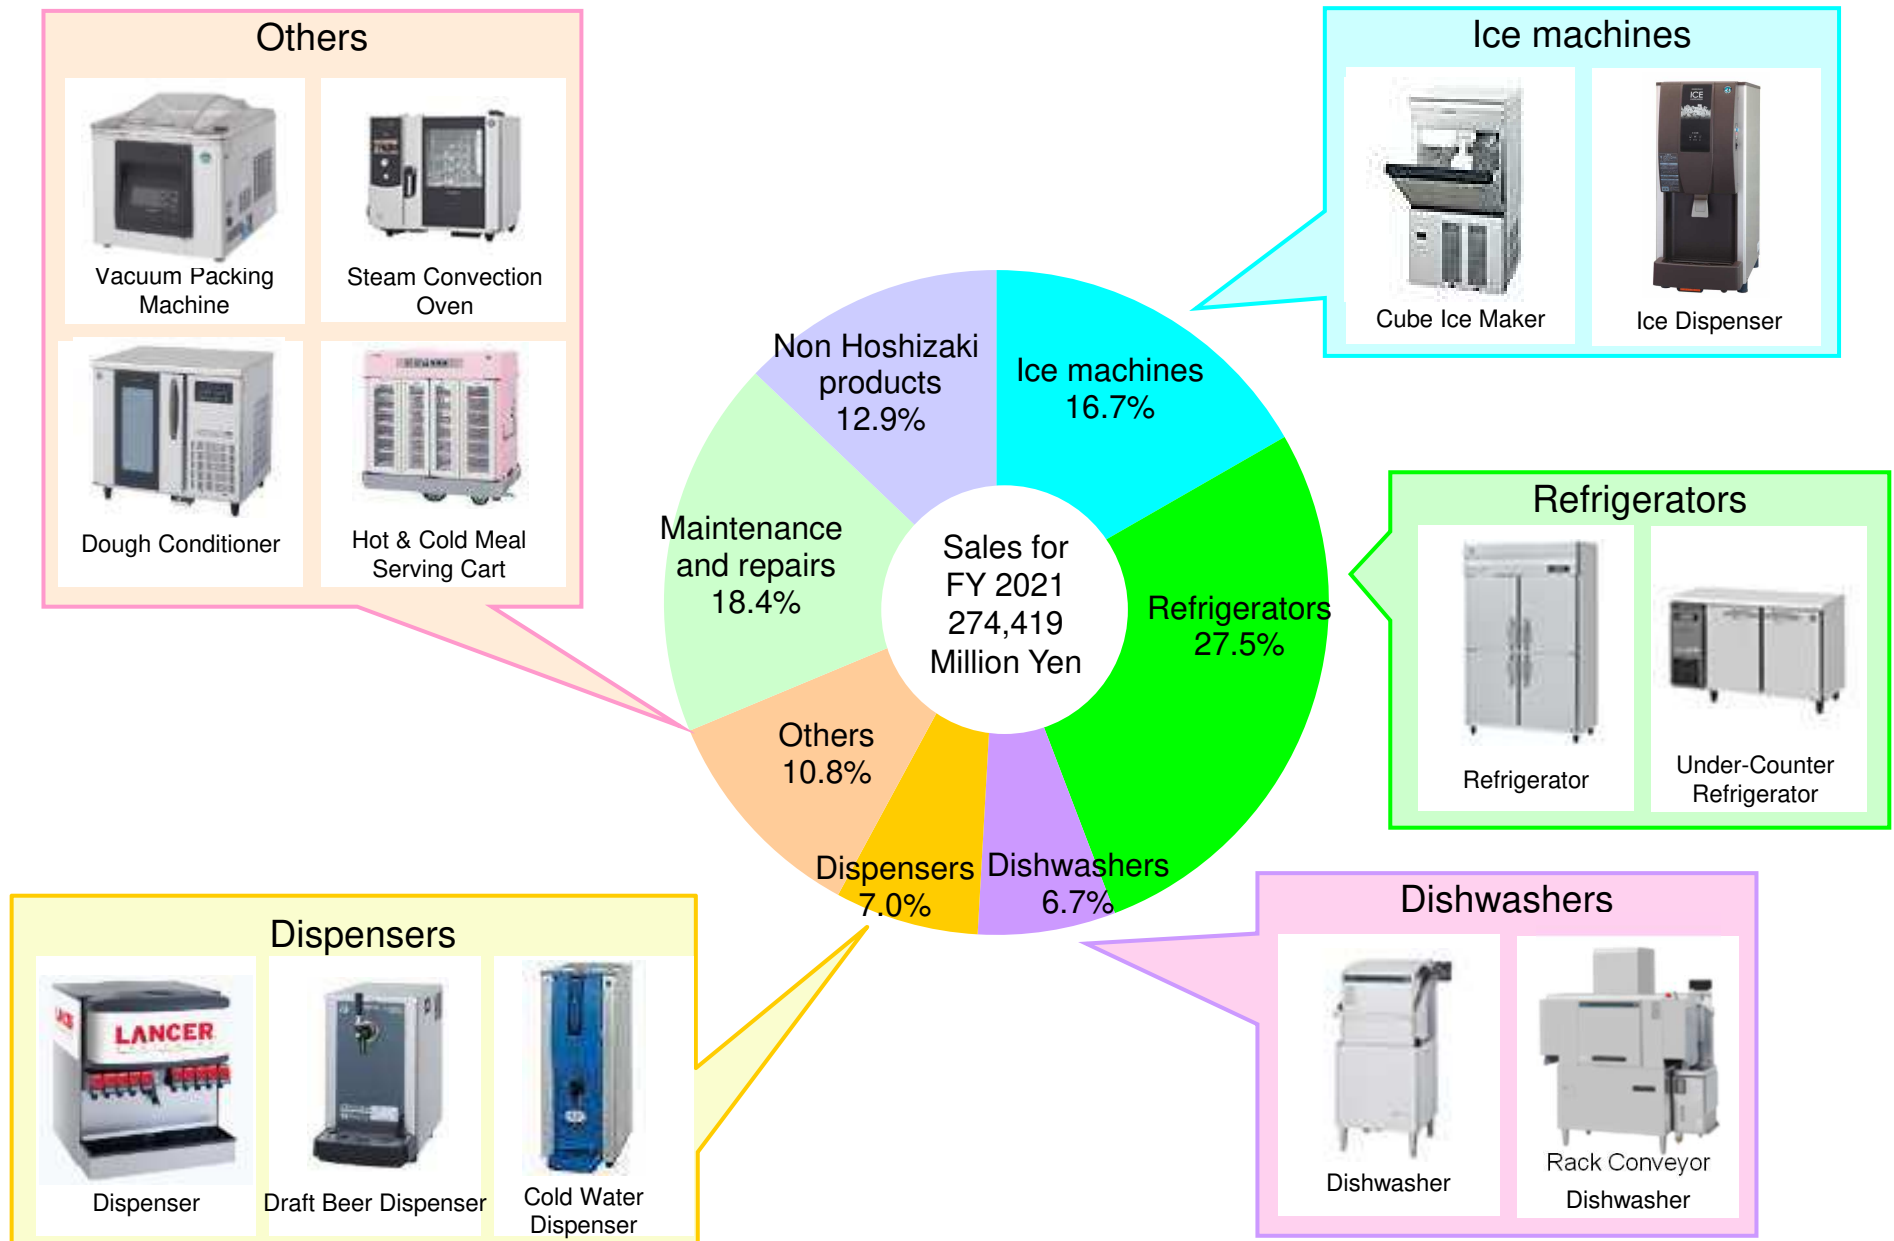 Others
Vacuum Packing
Machine
Steam Convection
Oven
Dough Conditioner
Hot & Cold Meal
Serving Cart
Ice machines
ICE
Cube Ice Maker
Ice Dispenser
Non Hoshizaki
products
12.9%
Ice machines
16.7%
Maintenance
and repairs
18.4%
Sales for
FY 2021
274,419
Million Yen
Refrigerators
27.5%
Others
10.8%
Dispensers
7.0%
Dishwashers
6.7%
Refrigerators
Refrigerator
Under-Counter
Refrigerator
Dispensers
LANCER
Dispenser
Draft Beer Dispenser
Cold Water
Dispenser
Dishwashers
Dishwasher
Rack Conveyor
Dishwasher